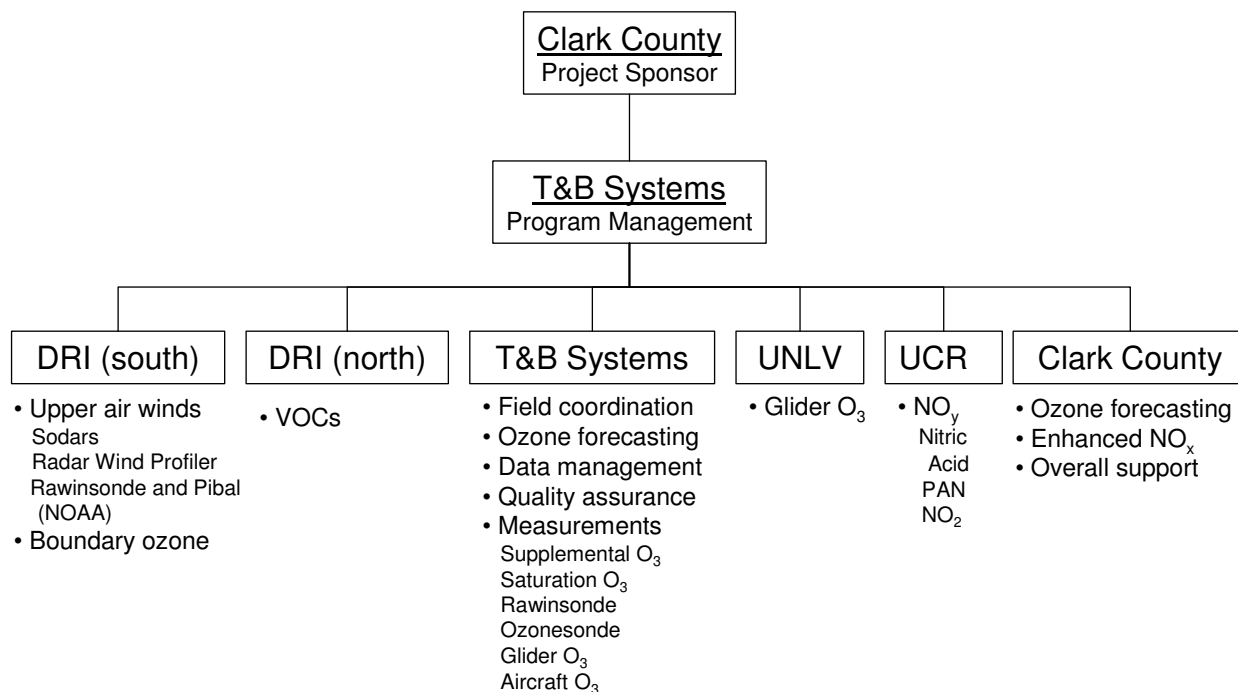 Clark County
Project Sponsor
T&B Systems
Program Management
DRI (south)
• Upper air winds
Sodars
Radar Wind Profiler
Rawinsonde and Pibal
(NOAA)
• Boundary ozone
DRI (north)
• VOCs
T&B Systems
• Field coordination
• Ozone forecasting
• Data management
• Quality assurance
• Measurements
Supplemental O₃
Saturation O₃
Rawinsonde
Ozonesonde
Glider O₃
Aircraft O₃
UNLV
• Glider O₃
UCR
• NOy
Nitric
Acid
PAN
NO₂
Clark County
• Ozone forecasting
• Enhanced NOₓ
• Overall support